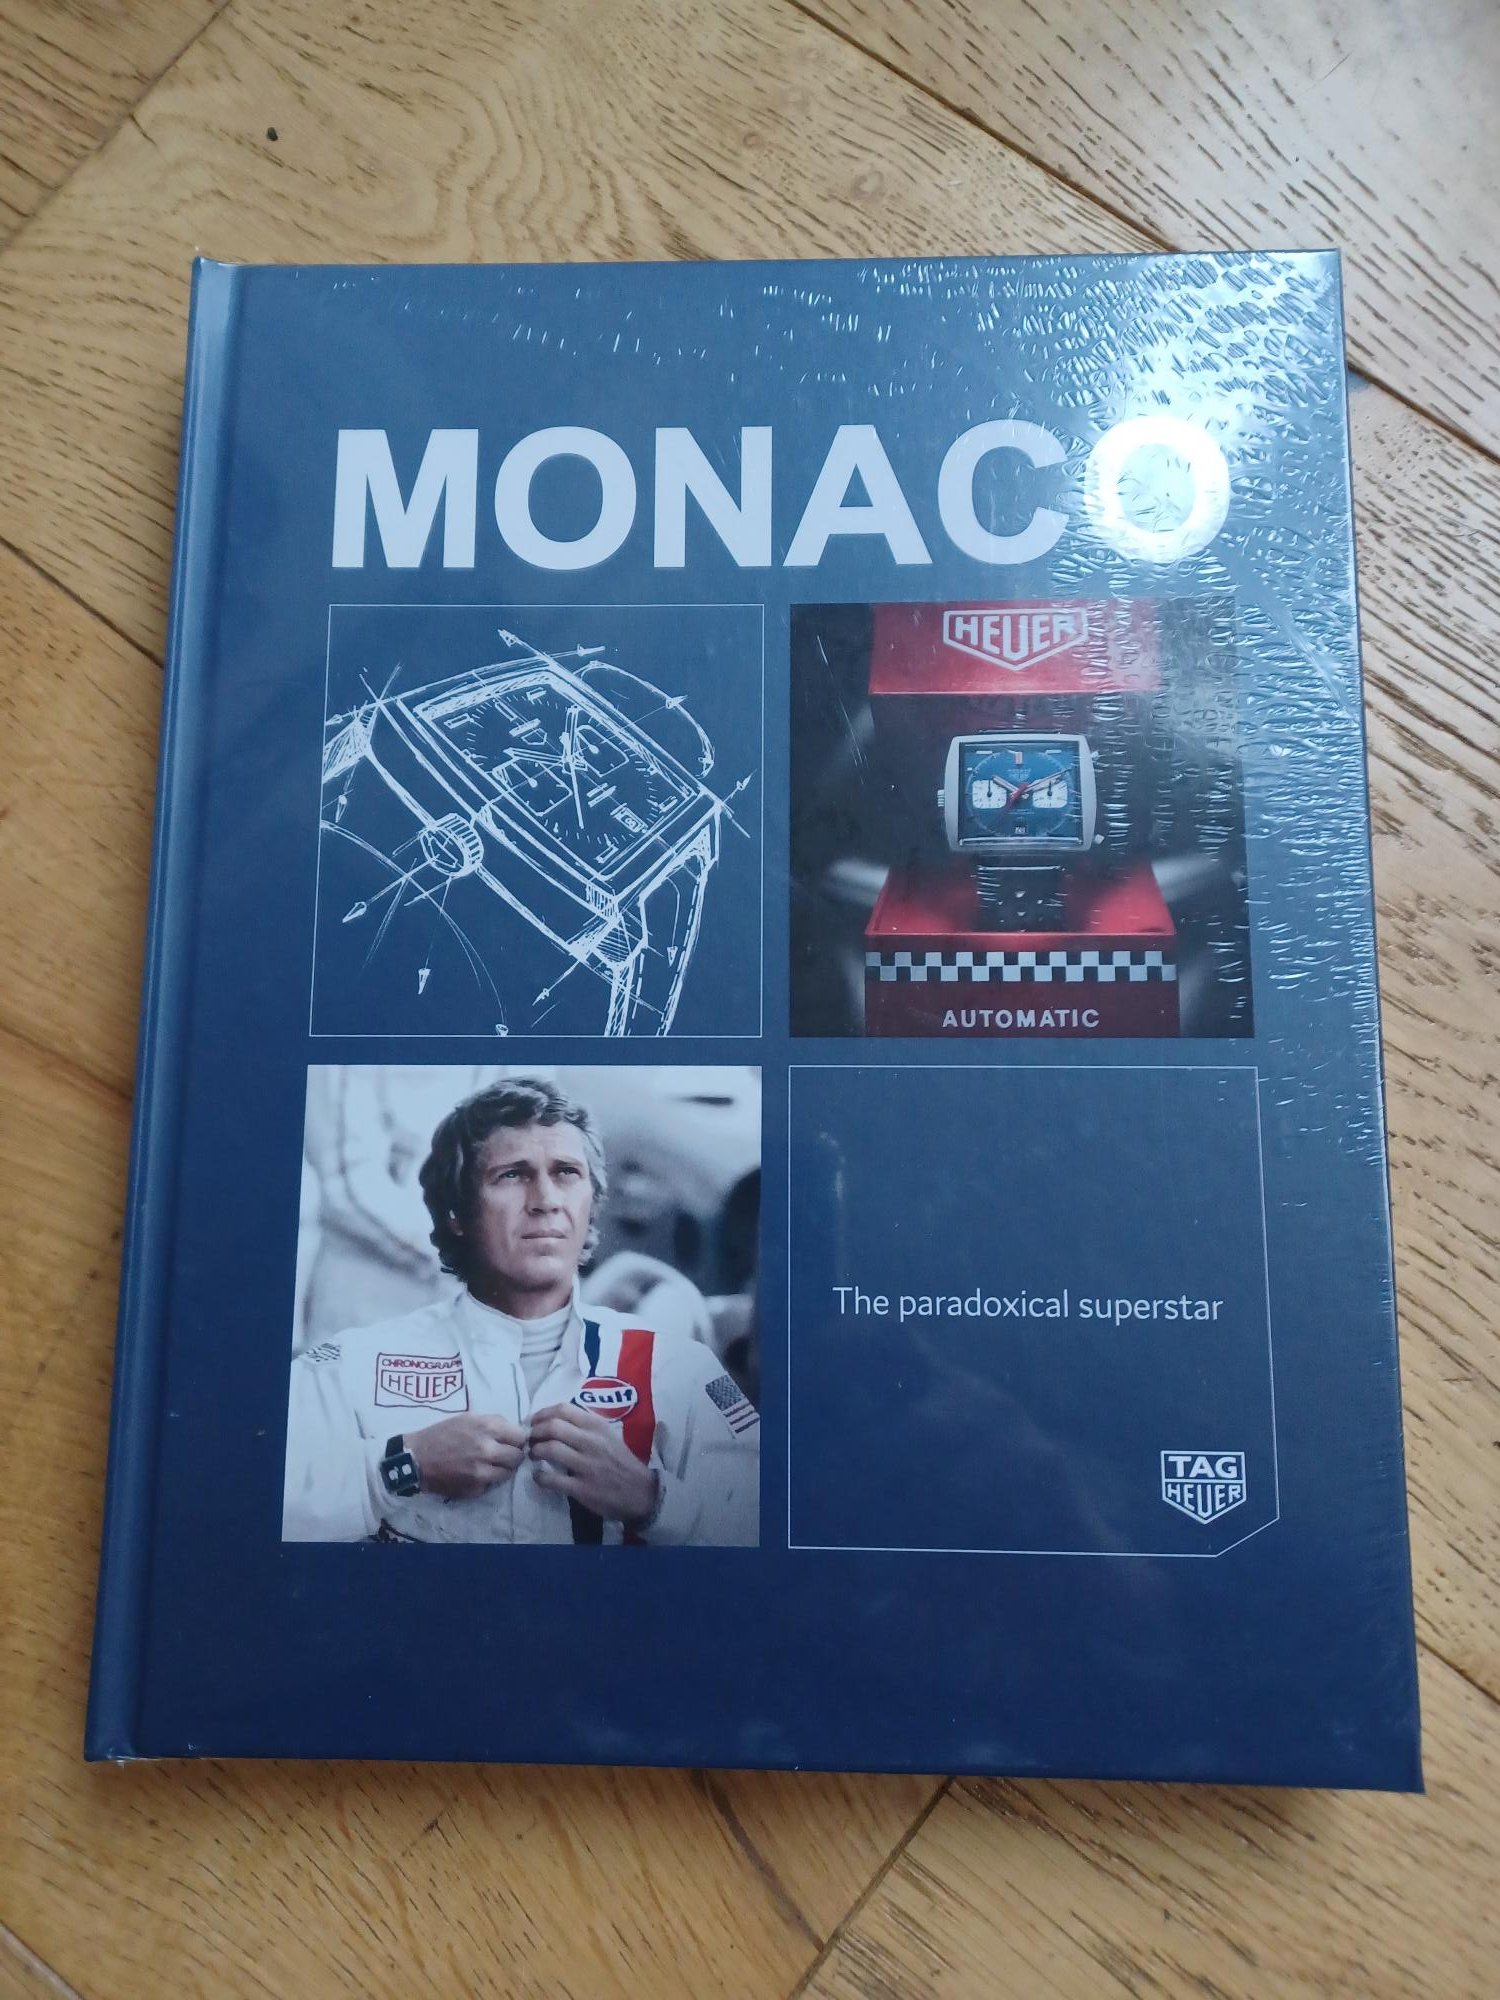 MONACO
HEUER
AUTOMATIC
CHRONOGRAPH
HEUER
Gulf
The paradoxical superstar
TAG
HEUER